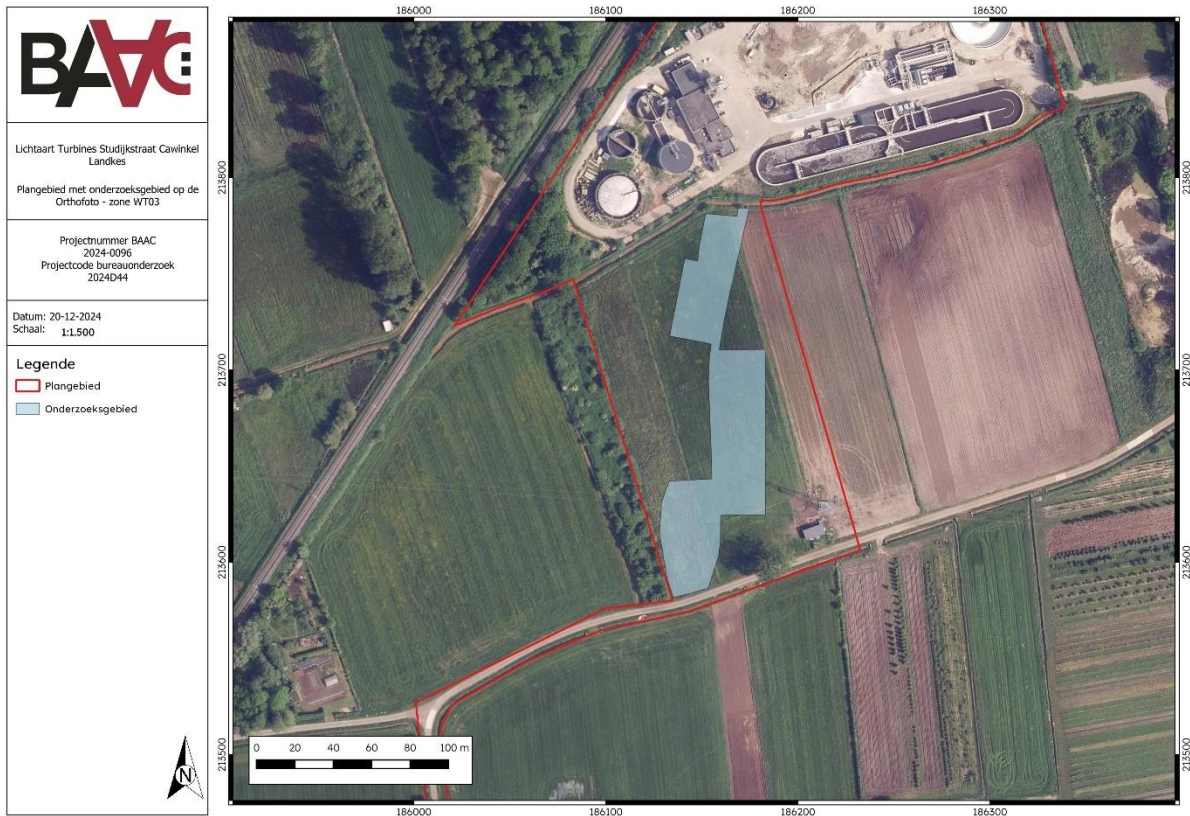 BAAC
Lichtaart Turbines Studijkstraat Cawinkel
Landkes
Plangebied met onderzoeksgebied op de
Orthofoto - zone WT03
Projectnummer BAAC
2024-0096
Projectcode bureauonderzoek
2024D44
Datum: 20-12-2024
Schaal: 1:1.500
Legende
Plangebied
Onderzoeksgebied
N
186000 186100 186200 186300
213800
213700
213600
213500
213800
213700
213600
213500
0 20 40 60 80 100 m
186000 186100 186200 186300